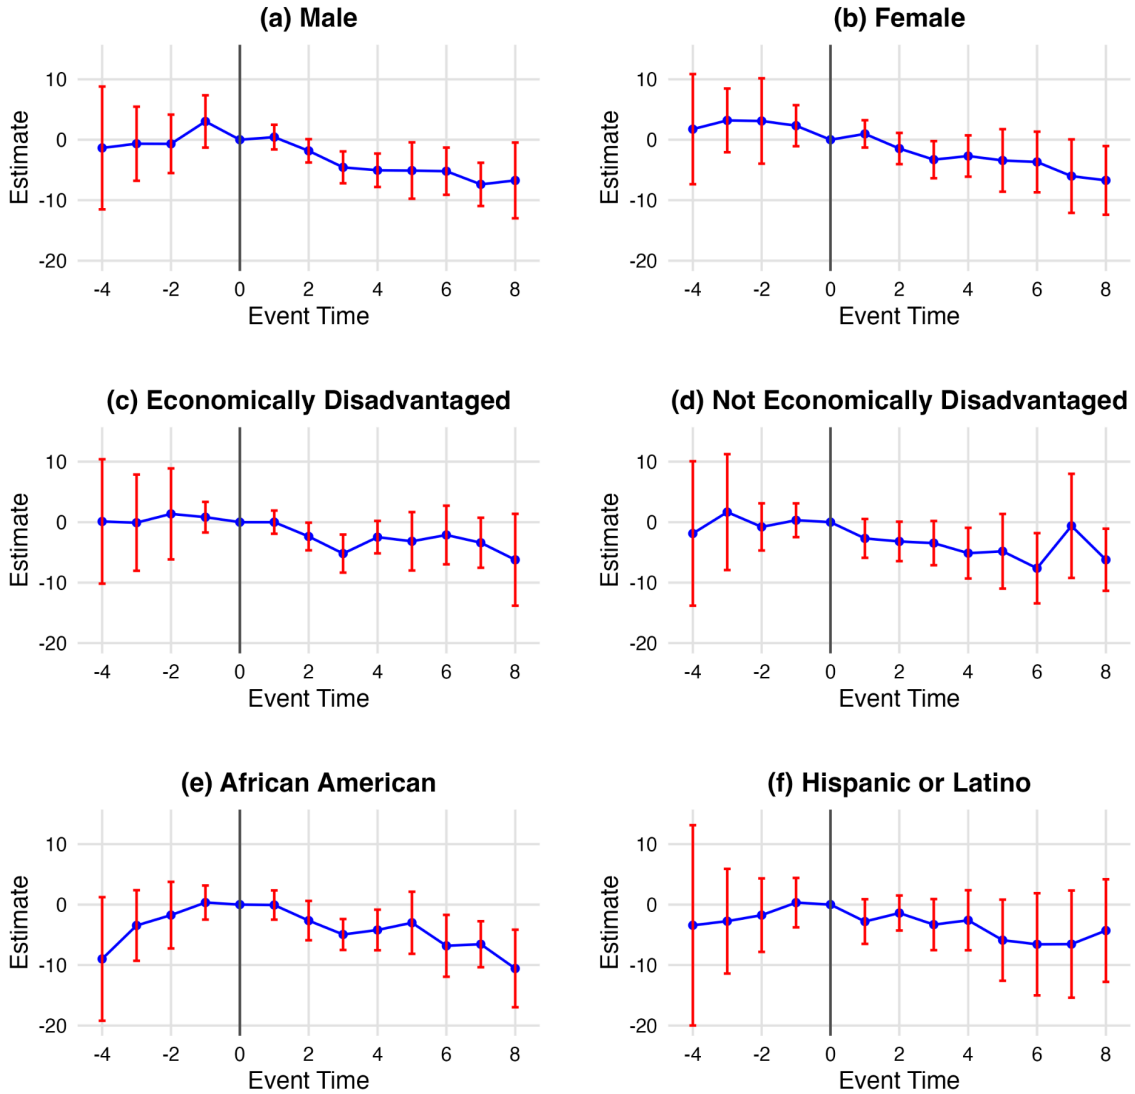 (a) Male
(b) Female
10
0
-10
-20
Estimate
-4 -2 0 2 4 6 8
Event Time
10
0
-10
-20
Estimate
-4 -2 0 2 4 6 8
Event Time
(c) Economically Disadvantaged
(d) Not Economically Disadvantaged
10
0
-10
-20
Estimate
-4 -2 0 2 4 6 8
Event Time
10
0
-10
-20
Estimate
-4 -2 0 2 4 6 8
Event Time
(e) African American
(f) Hispanic or Latino
10
0
-10
-20
Estimate
-4 -2 0 2 4 6 8
Event Time
10
0
-10
-20
Estimate
-4 -2 0 2 4 6 8
Event Time